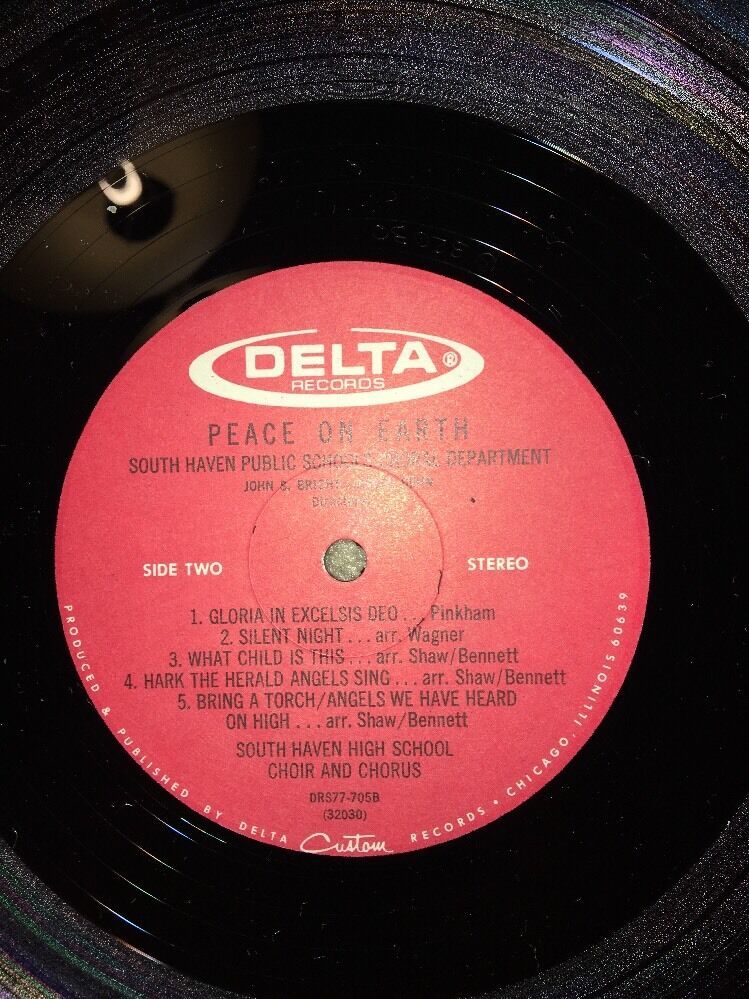 DELTA ®
RECORDS
PEACE ON EARTH
SOUTH HAVEN PUBLIC SCHOOLS CHORAL DEPARTMENT
JOHN S.
SIDE TWO
STEREO
1. GLORIA IN EXCELSIS DEO . . . Pinkham
2. SILENT NIGHT . . . arr. Wagner
3. WHAT CHILD IS THIS . . . arr. Shaw/Bennett
4. HARK THE HERALD ANGELS SING . . . arr. Shaw/Bennett
5. BRING A TORCH/ANGELS WE HAVE HEARD
ON HIGH . . . arr. Shaw/Bennett
SOUTH HAVEN HIGH SCHOOL
CHOIR AND CHORUS
DRS77-705B
(32030)
PRODUCED & PUBLISHED BY DELTA Custom RECORDS • CHICAGO, ILLINOIS 60639